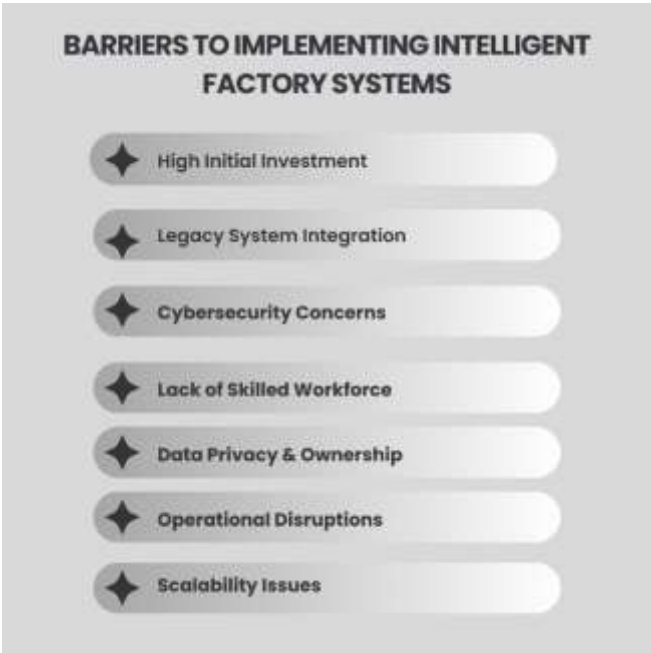 BARRIERS TO IMPLEMENTING INTELLIGENT
FACTORY SYSTEMS
High Initial Investment
Legacy System Integration
Cybersecurity Concerns
Lack of Skilled Workforce
Data Privacy & Ownership
Operational Disruptions
Scalability Issues